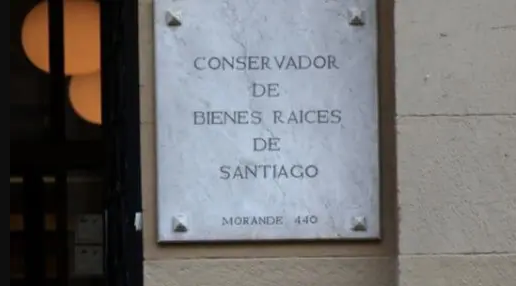 CONSERVADOR
DE
BIENES RAICES
DE
SANTIAGO
MORANDE 440